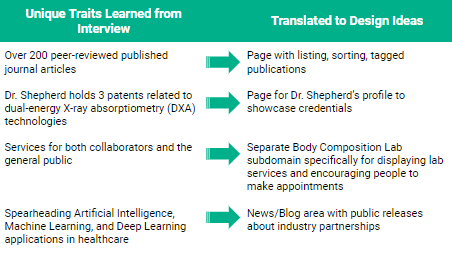 Unique Traits Learned from
Interview
Translated to Design Ideas
Over 200 peer-reviewed published
journal articles
Page with listing, sorting, tagged
publications
Dr. Shepherd holds 3 patents related to
dual-energy X-ray absorptiometry (DXA)
technologies
Page for Dr. Shepherd's profile to
showcase credentials
Services for both collaborators and the
general public
Separate Body Composition Lab
subdomain specifically for displaying lab
services and encouraging people to
make appointments
Spearheading Artificial Intelligence,
Machine Learning, and Deep Learning
applications in healthcare
News/Blog area with public releases
about industry partnerships